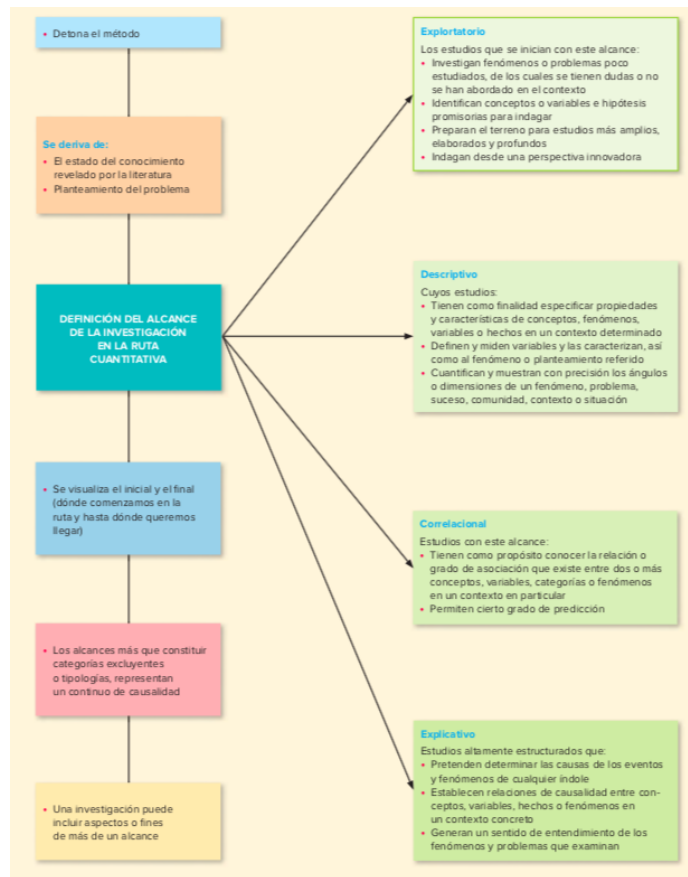 • Detona el método
Se deriva de:
• El estado del conocimiento
revelado por la literatura
• Planteamiento del problema
DEFINICIÓN DEL ALCANCE
DE LA INVESTIGACIÓN
EN LA RUTA
CUANTITATIVA
• Se visualiza el inicial y el final
(dónde comenzamos en la
ruta y hasta dónde queremos
llegar)
• Los alcances más que constituir
categorías excluyentes
o tipologías, representan
un continuo de causalidad
• Una investigación puede
incluir aspectos o fines
de más de un alcance
Explortatorio
Los estudios que se inician con este alcance:
• Investigan fenómenos o problemas poco
estudiados, de los cuales se tienen dudas o no
se han abordado en el contexto
• Identifican conceptos o variables e hipótesis
promisorias para indagar
• Preparan el terreno para estudios más amplios,
elaborados y profundos
• Indagan desde una perspectiva innovadora
Descriptivo
Cuyos estudios:
• Tienen como finalidad especificar propiedades
y características de conceptos, fenómenos,
variables o hechos en un contexto determinado
• Definen y miden variables y las caracterizan, así
como al fenómeno o planteamiento referido
• Cuantifican y muestran con precisión los ángulos
o dimensiones de un fenómeno, problema,
suceso, comunidad, contexto o situación
Correlacional
Estudios con este alcance:
• Tienen como propósito conocer la relación o
grado de asociación que existe entre dos o más
conceptos, variables, categorías o fenómenos
en un contexto en particular
• Permiten cierto grado de predicción
Explicativo
Estudios altamente estructurados que:
• Pretenden determinar las causas de los eventos
y fenómenos de cualquier índole
• Establecen relaciones de causalidad entre con-
ceptos, variables, hechos o fenómenos en
un contexto concreto
• Generan un sentido de entendimiento de los
fenómenos y problemas que examinan